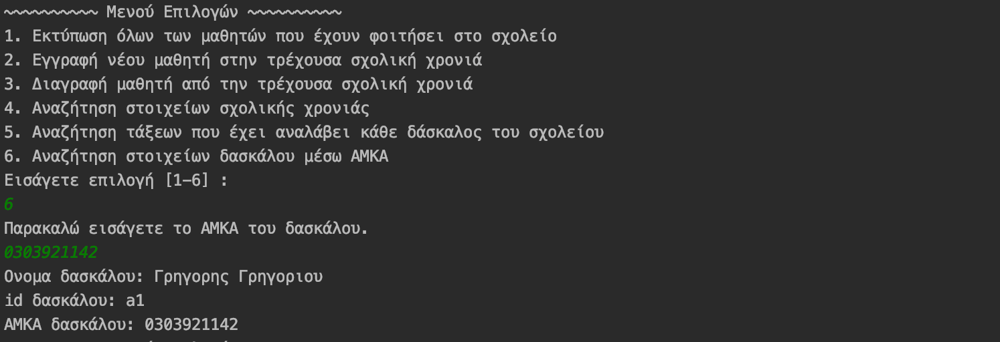 ~~~~~~~~~~ Μενού Επιλογών ~~~~~~~~~~
1. Εκτύπωση όλων των μαθητών που έχουν φοιτήσει στο σχολείο
2. Εγγραφή νέου μαθητή στην τρέχουσα σχολική χρονιά
3. Διαγραφή μαθητή από την τρέχουσα σχολική χρονιά
4. Αναζήτηση στοιχείων σχολικής χρονιάς
5. Αναζήτηση τάξεων που έχει αναλάβει κάθε δάσκαλος του σχολείου
6. Αναζήτηση στοιχείων δασκάλου μέσω ΑΜΚΑ
Εισάγετε επιλογή [1-6] :
6
Παρακαλώ εισάγετε το ΑΜΚΑ του δασκάλου.
0303921142
Ονομα δασκάλου: Γρηγορης Γρηγοριου
id δασκάλου: a1
ΑΜΚΑ δασκάλου: 0303921142